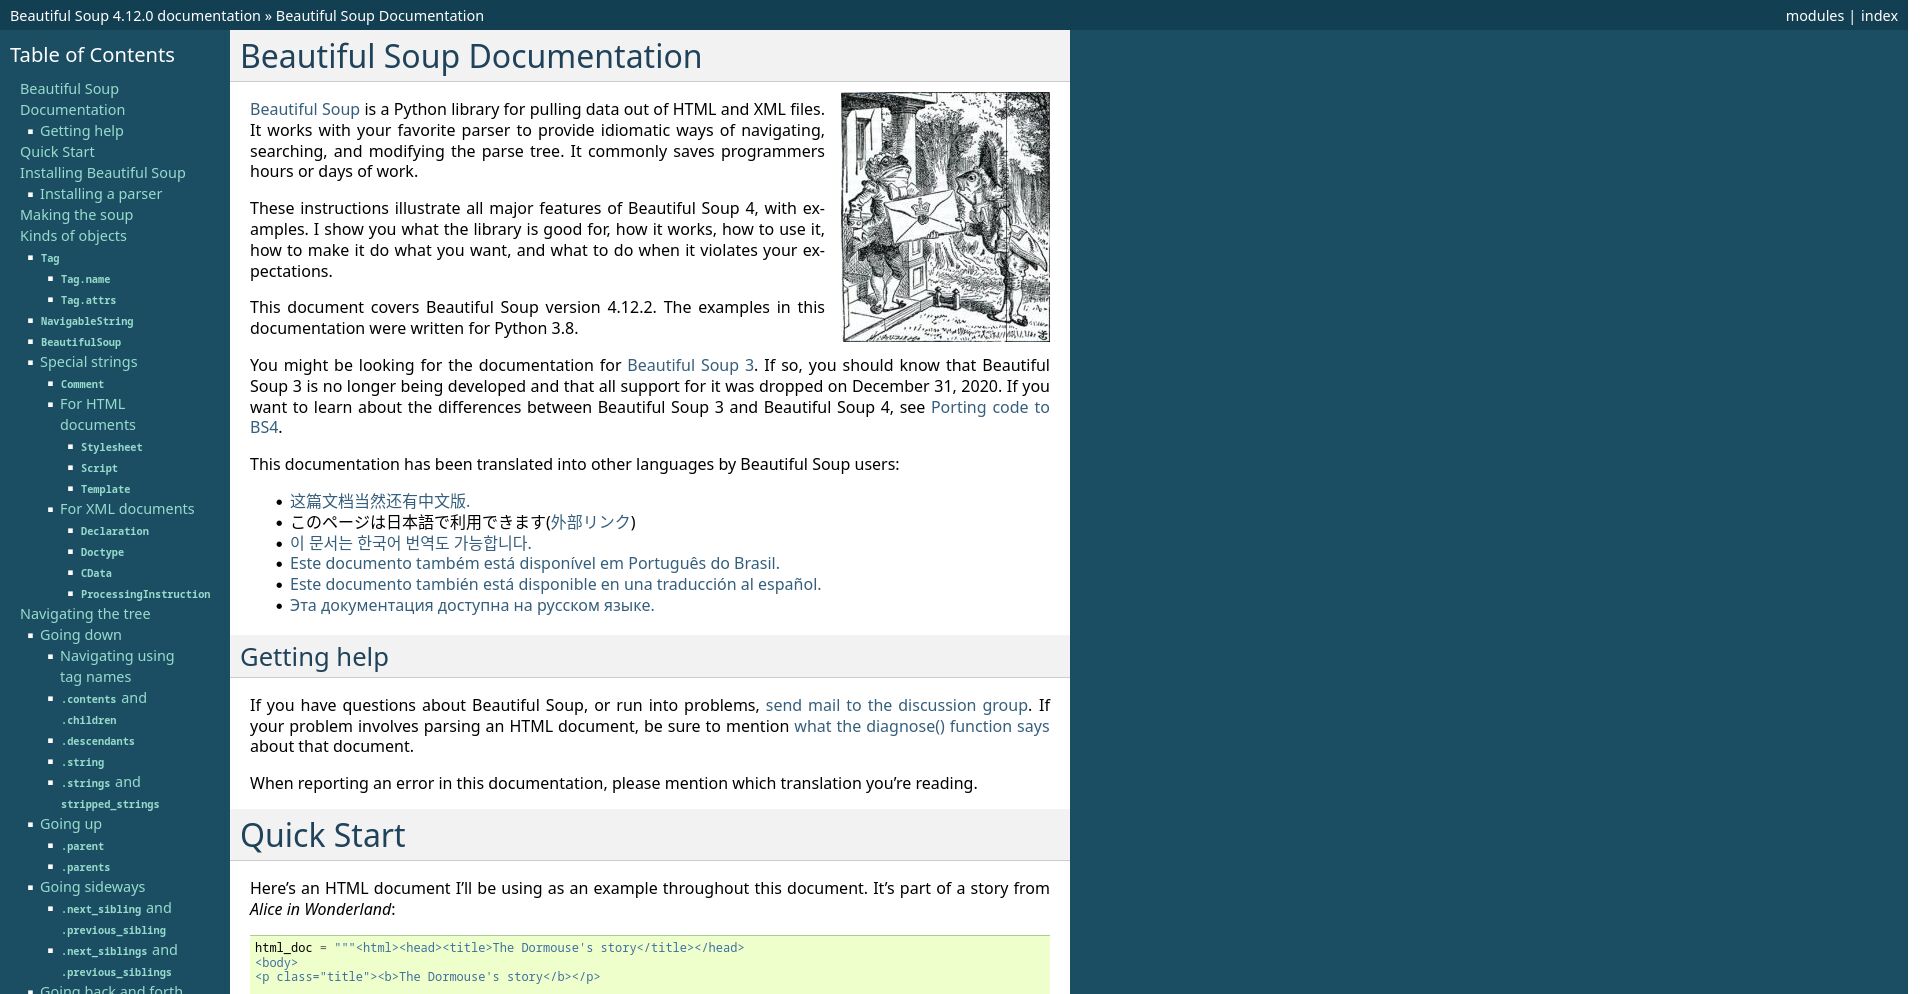 Beautiful Soup 4.12.0 documentation » Beautiful Soup Documentation
modules | index
Table of Contents
Beautiful Soup
Documentation
Getting help
Quick Start
Installing Beautiful Soup
Installing a parser
Making the soup
Kinds of objects
Tag
Tag.name
Tag.attrs
NavigableString
BeautifulSoup
Special strings
Comment
For HTML
documents
Stylesheet
Script
Template
For XML documents
Declaration
Doctype
CData
ProcessingInstruction
Navigating the tree
Going down
Navigating using
tag names
.contents and
.children
.descendants
.string
.strings and
stripped_strings
Going up
.parent
.parents
Going sideways
.next_sibling and
.previous_sibling
.next_siblings and
.previous_siblings
Going back and forth
Beautiful Soup Documentation
Beautiful Soup is a Python library for pulling data out of HTML and XML files.
It works with your favorite parser to provide idiomatic ways of navigating,
searching, and modifying the parse tree. It commonly saves programmers
hours or days of work.
These instructions illustrate all major features of Beautiful Soup 4, with ex-
amples. I show you what the library is good for, how it works, how to use it,
how to make it do what you want, and what to do when it violates your ex-
pectations.
This document covers Beautiful Soup version 4.12.2. The examples in this
documentation were written for Python 3.8.
You might be looking for the documentation for Beautiful Soup 3. If so, you should know that Beautiful
Soup 3 is no longer being developed and that all support for it was dropped on December 31, 2020. If you
want to learn about the differences between Beautiful Soup 3 and Beautiful Soup 4, see Porting code to
BS4.
This documentation has been translated into other languages by Beautiful Soup users:
这篇文档当然还有中文版.
このページは日本語で利用できます(外部リンク)
이 문서는 한국어 번역도 가능합니다.
Este documento também está disponível em Português do Brasil.
Este documento también está disponible en una traducción al español.
Эта документация доступна на русском языке.
Getting help
If you have questions about Beautiful Soup, or run into problems, send mail to the discussion group. If
your problem involves parsing an HTML document, be sure to mention what the diagnose() function says
about that document.
When reporting an error in this documentation, please mention which translation you’re reading.
Quick Start
Here’s an HTML document I’ll be using as an example throughout this document. It’s part of a story from
Alice in Wonderland:
html_doc = """<html><head><title>The Dormouse's story</title></head>
<body>
<p class="title"><b>The Dormouse's story</b></p>